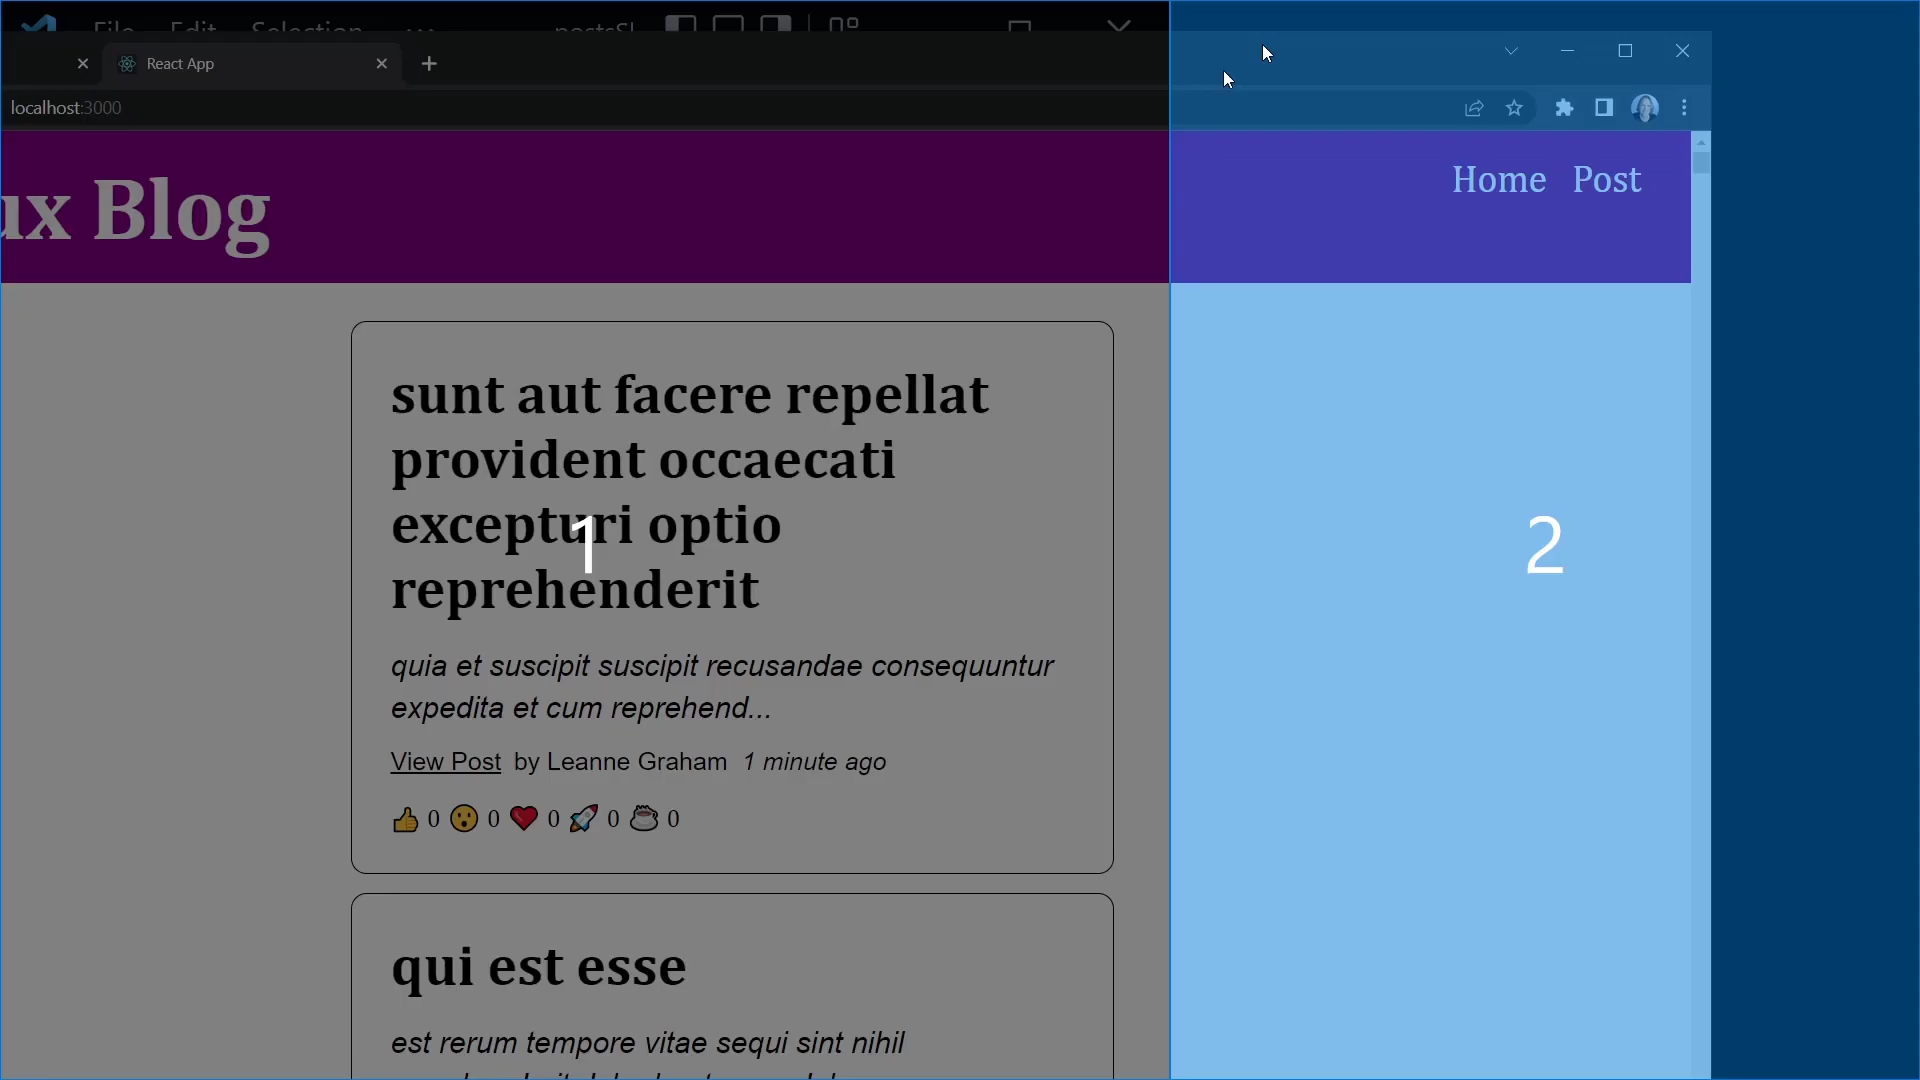 File Edit Selection ...
React App
localhost:3000
Home Post
ux Blog
sunt aut facere repellat
provident occaecati
excepturi optio
reprehenderit
1
2
quia et suscipit suscipit recusandae consequuntur
expedita et cum reprehend...
View Post by Leanne Graham 1 minute ago
0 0 0 0 0
qui est esse
est rerum tempore vitae sequi sint nihil